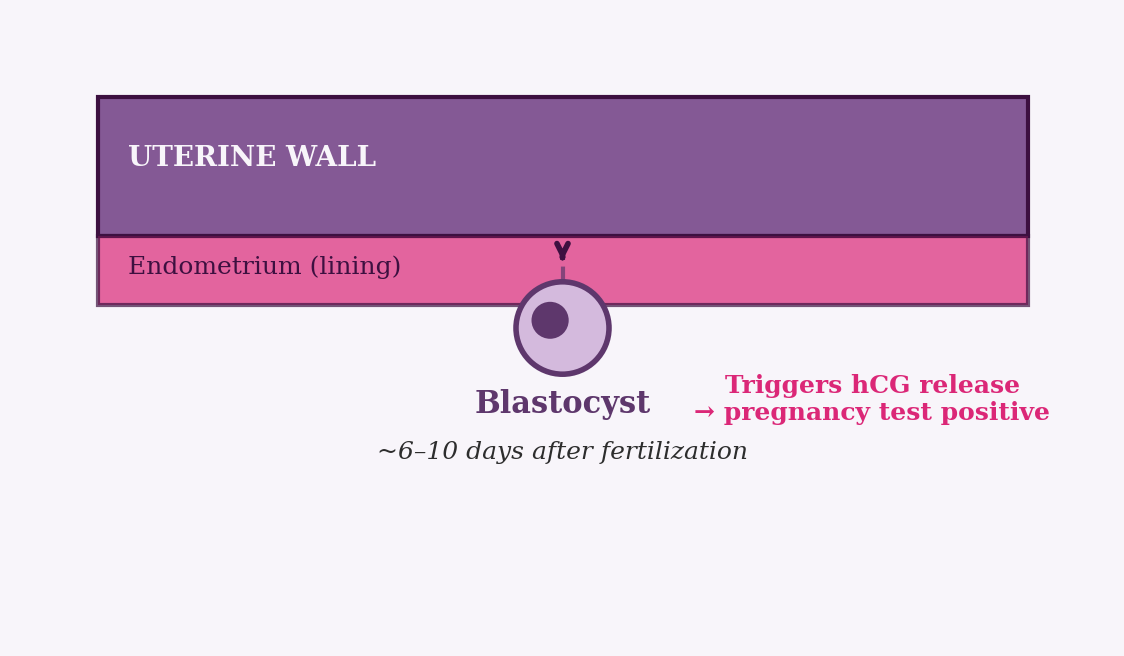 UTERINE WALL
Endometrium (lining)
Blastocyst
Triggers hCG release
→ pregnancy test positive
~6–10 days after fertilization